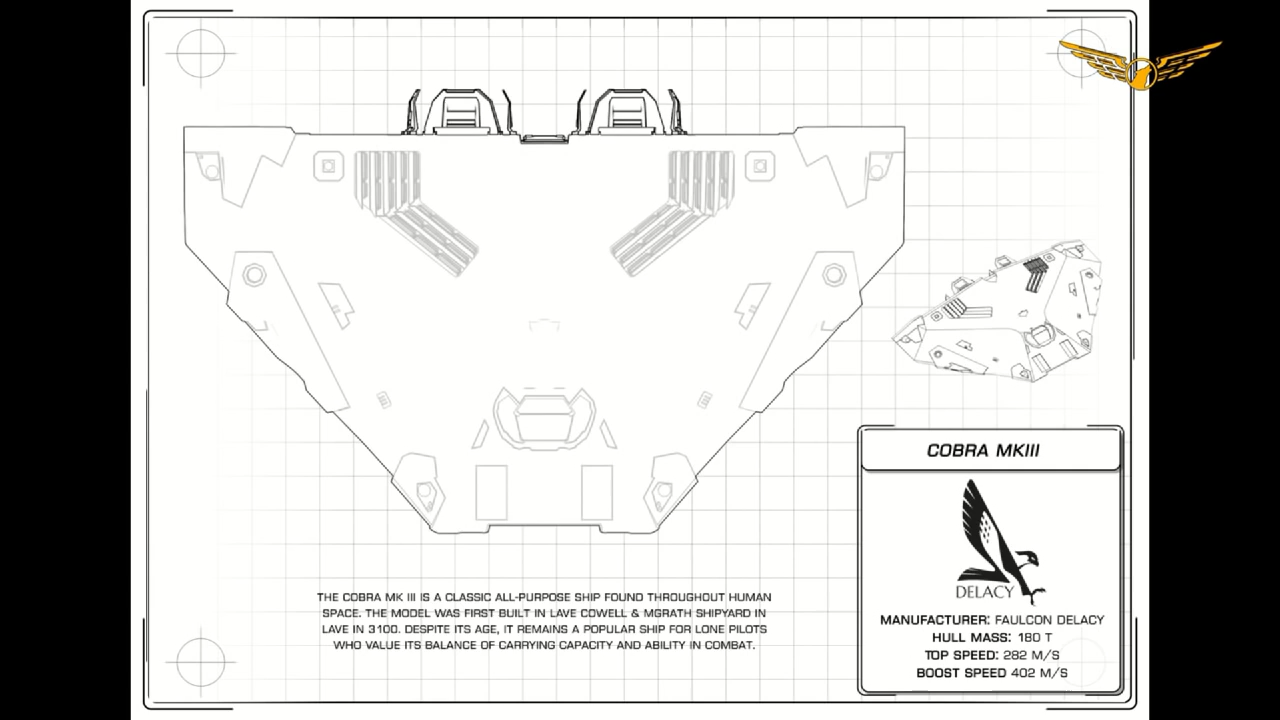 COBRA MKIII
DELACY
MANUFACTURER: FAULCON DELACY
HULL MASS: 180 T
TOP SPEED: 282 M/S
BOOST SPEED 402 M/S
THE COBRA MK III IS A CLASSIC ALL-PURPOSE SHIP FOUND THROUGHOUT HUMAN
SPACE. THE MODEL WAS FIRST BUILT IN LAVE COWELL & MGRATH SHIPYARD IN
LAVE IN 3100. DESPITE ITS AGE, IT REMAINS A POPULAR SHIP FOR LONE PILOTS
WHO VALUE ITS BALANCE OF CARRYING CAPACITY AND ABILITY IN COMBAT.